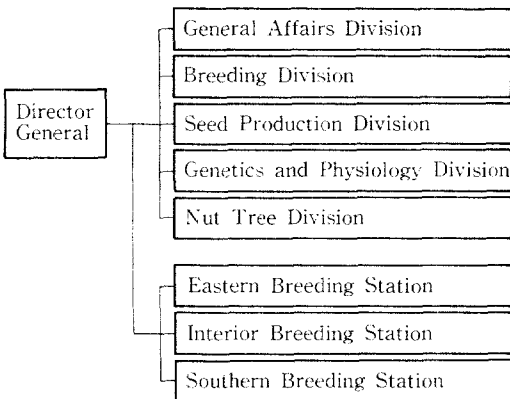 General Affairs Division
Breeding Division
Director
General
Seed Production Division
Genetics and Physiology Division
Nut Tree Division
Eastern Breeding Station
Interior Breeding Station
Southern Breeding Station